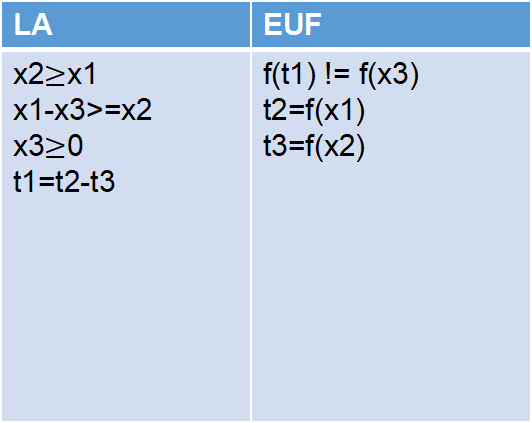 LA
EUF
x2≥x1
x1-x3>=x2
x3≥0
t1=t2-t3
f(t1) != f(x3)
t2=f(x1)
t3=f(x2)